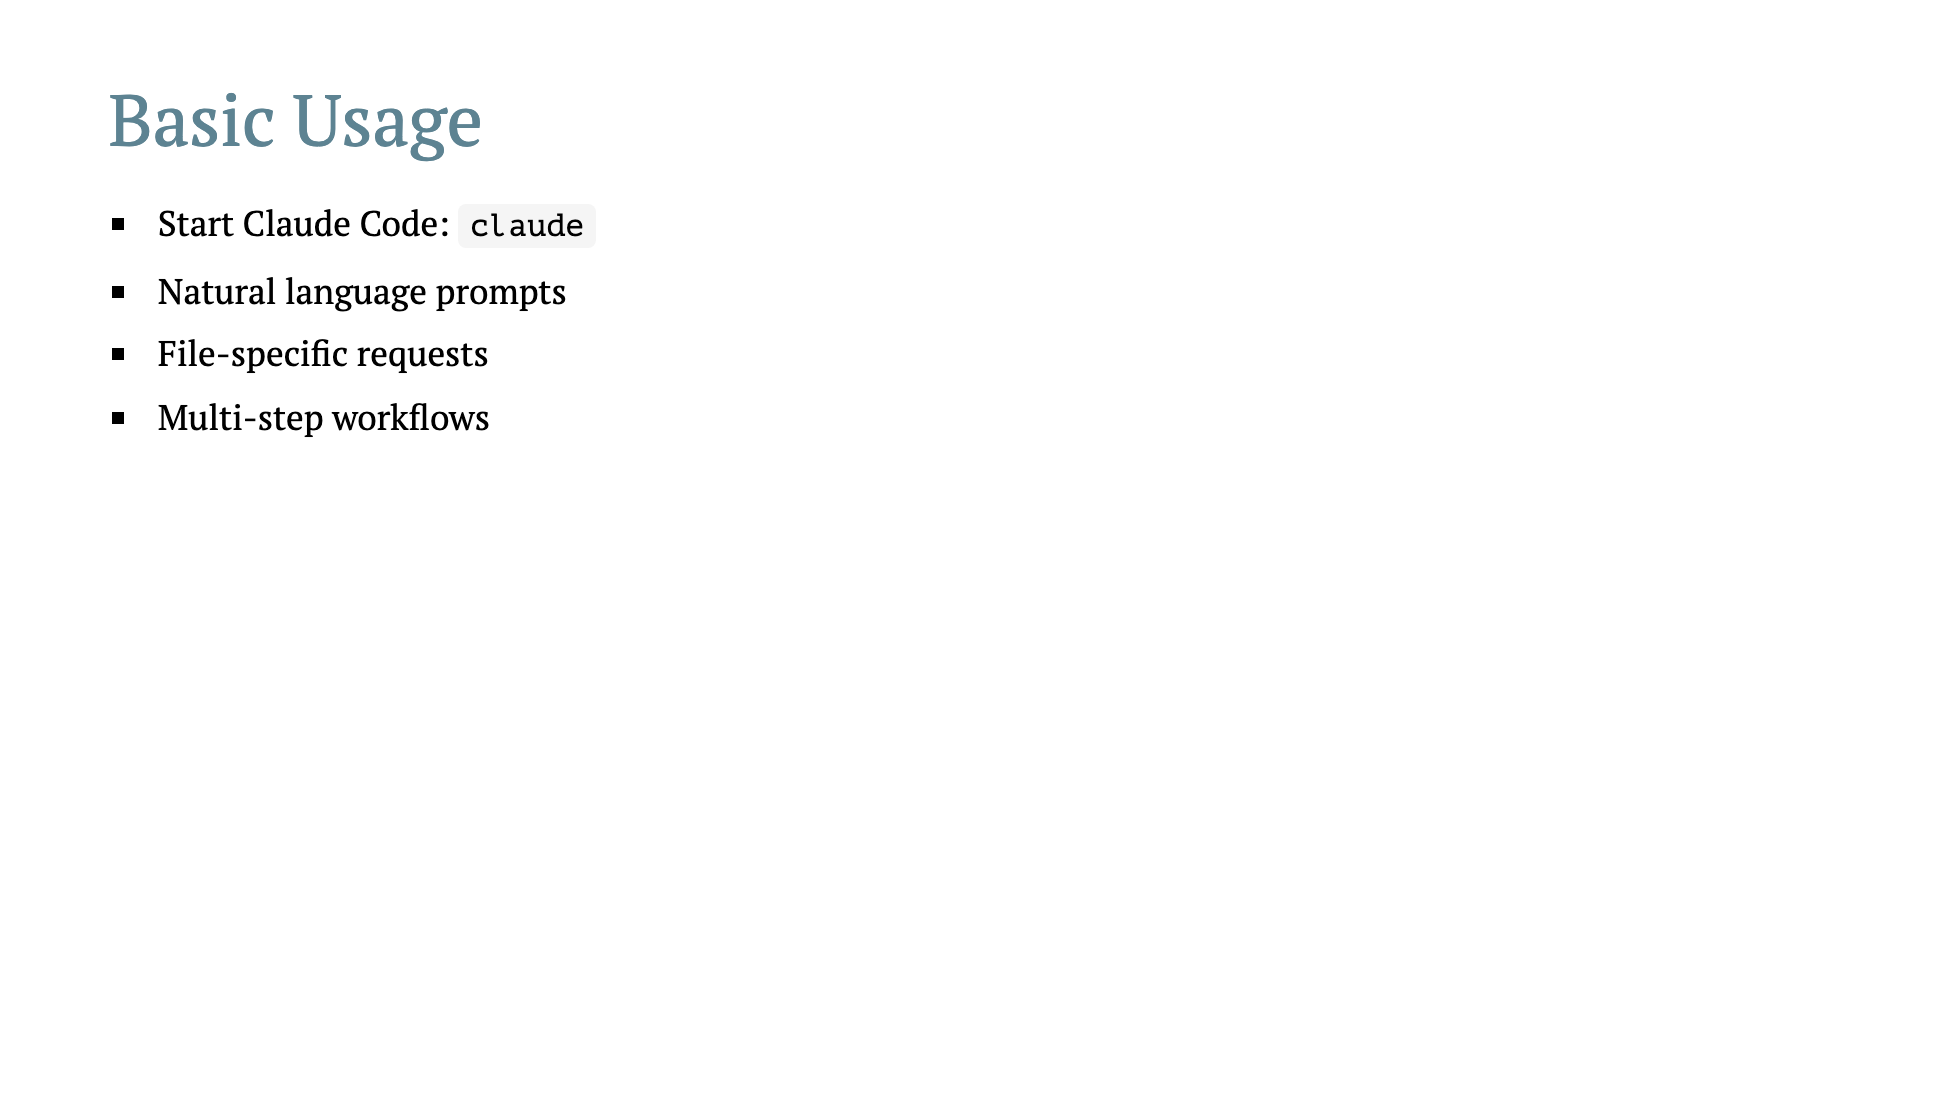 Basic Usage
▪ Start Claude Code: claude
▪ Natural language prompts
▪ File-specific requests
▪ Multi-step workflows